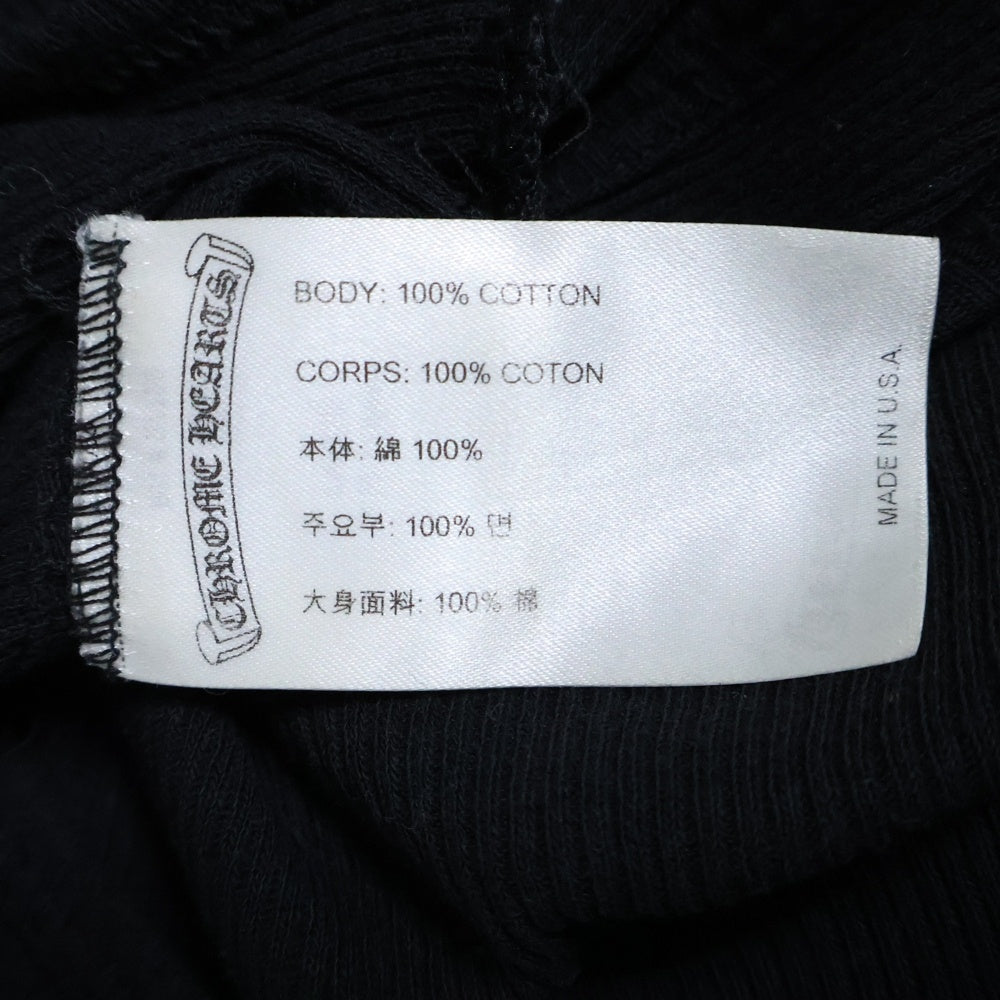 CHROME HEARTS
BODY: 100% COTTON
CORPS: 100% COTON
本体: 綿 100%
주요부: 100% 면
大身面料: 100% 棉
MADE IN U.S.A.